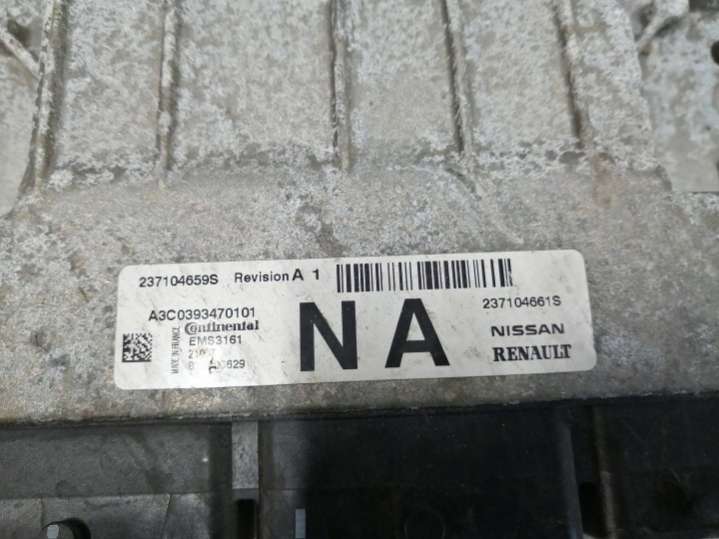 237104659S Revision A 1
A3C0393470101
237104661S
MADE IN FRANCE
Continental
EMS3161
NA
NISSAN
RENAULT